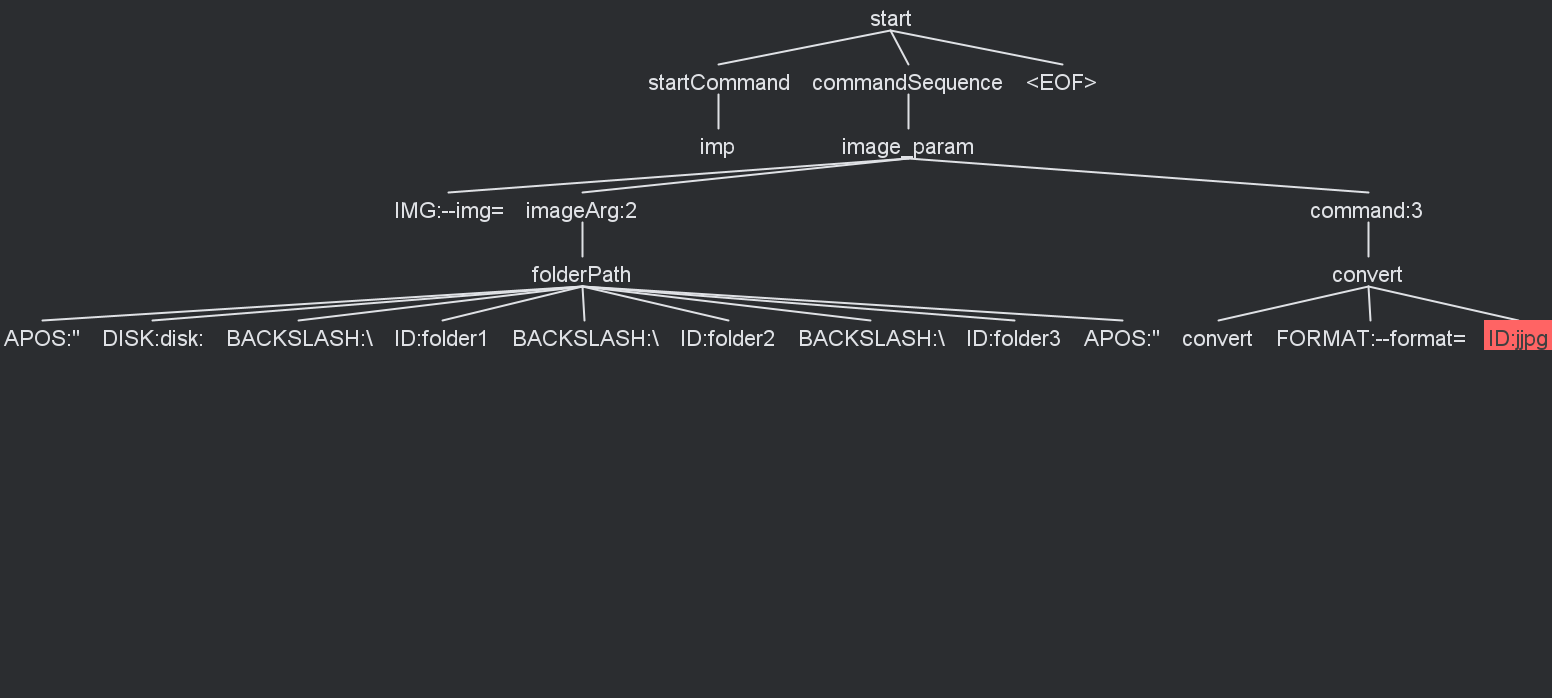 start
startCommand commandSequence <EOF>
imp image_param
IMG:--img= imageArg:2 command:3
folderPath convert
APOS:" DISK:disk: BACKSLASH:\ ID:folder1 BACKSLASH:\ ID:folder2 BACKSLASH:\ ID:folder3 APOS:" convert FORMAT:--format= ID:jjpg